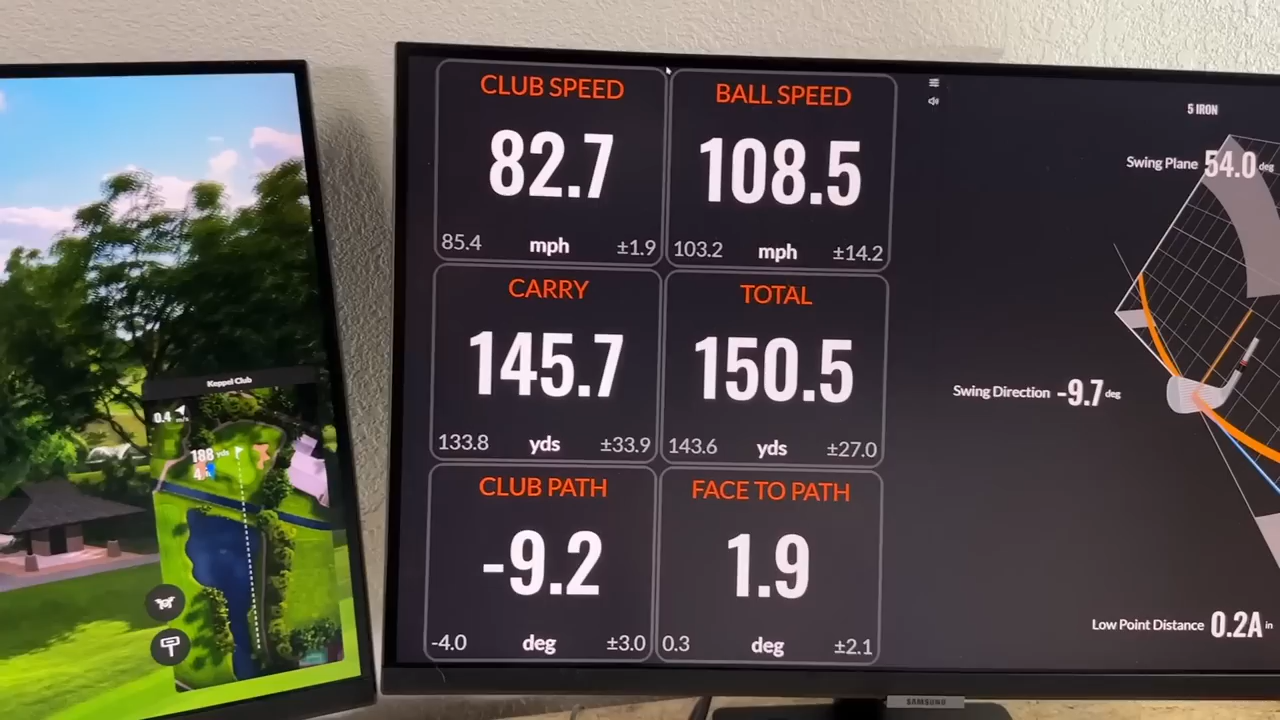 Keppel Club
0.4
m/s
188 yds
CLUB SPEED
82.7
85.4 mph ±1.9
BALL SPEED
108.5
103.2 mph ±14.2
CARRY
145.7
133.8 yds ±33.9
TOTAL
150.5
143.6 yds ±27.0
CLUB PATH
-9.2
-4.0 deg ±3.0
FACE TO PATH
1.9
0.3 deg ±2.1
5 IRON
Swing Plane 54.0 deg
Swing Direction -9.7 deg
Low Point Distance 0.2A in
SAMSUNG